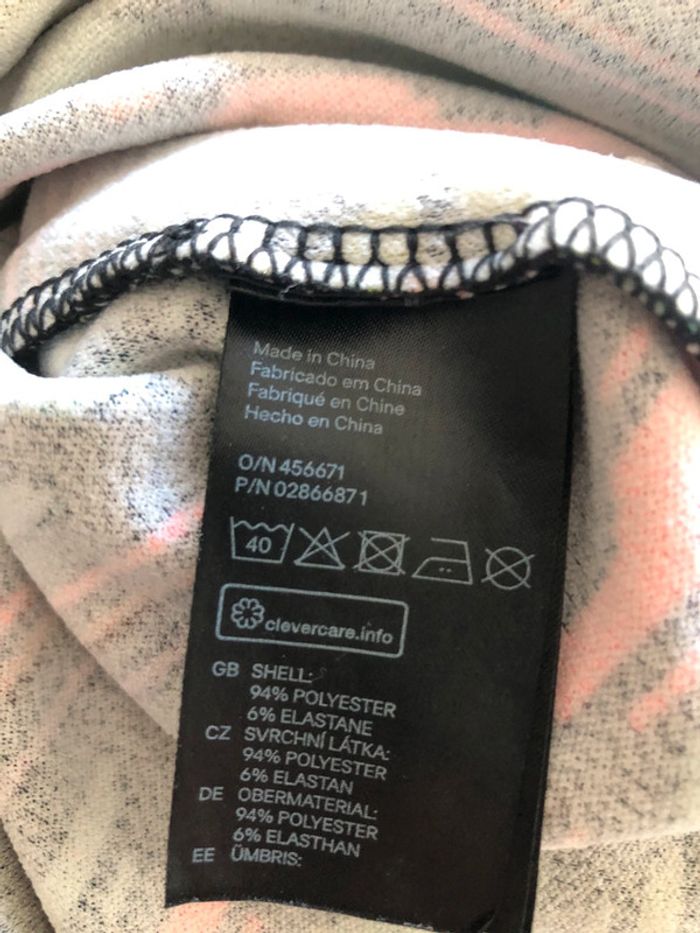 Made in China
Fabricado em China
Fabriqué en Chine
Hecho en China
O/N 456671
P/N 02866871
40
clevercare.info
GB SHELL:
94% POLYESTER
6% ELASTANE
CZ SVRCHNÍ LÁTKA:
94% POLYESTER
6% ELASTAN
DE OBERMATERIAL:
94% POLYESTER
6% ELASTHAN
EE ÜMBRIS: